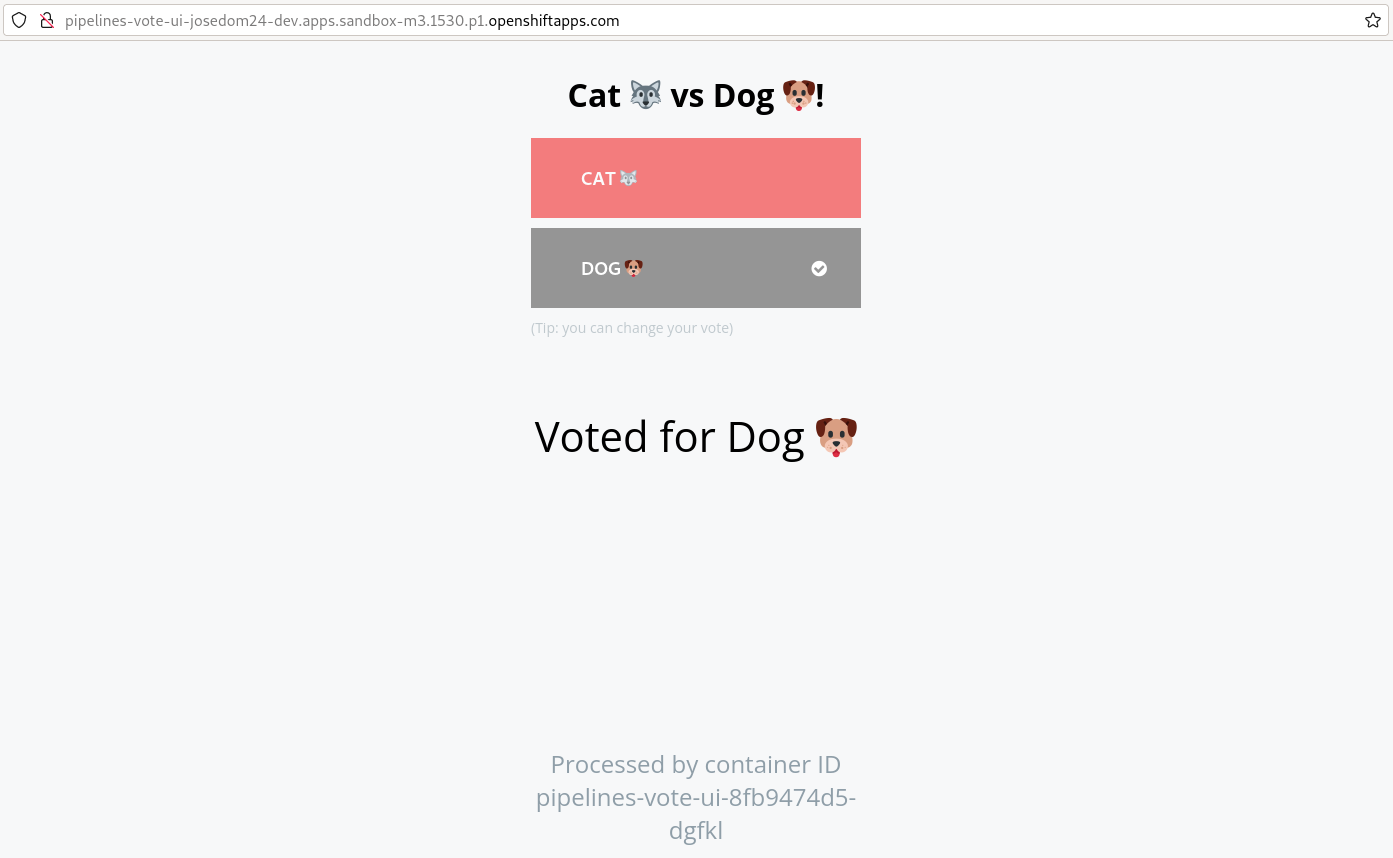 pipelines-vote-ui-josedom24-dev.apps.sandbox-m3.1530.p1.openshiftapps.com
Cat 🐺 vs Dog 🐶!
CAT 🐺
DOG 🐶
(Tip: you can change your vote)
Voted for Dog 🐶
Processed by container ID
pipelines-vote-ui-8fb9474d5-
dgfkl